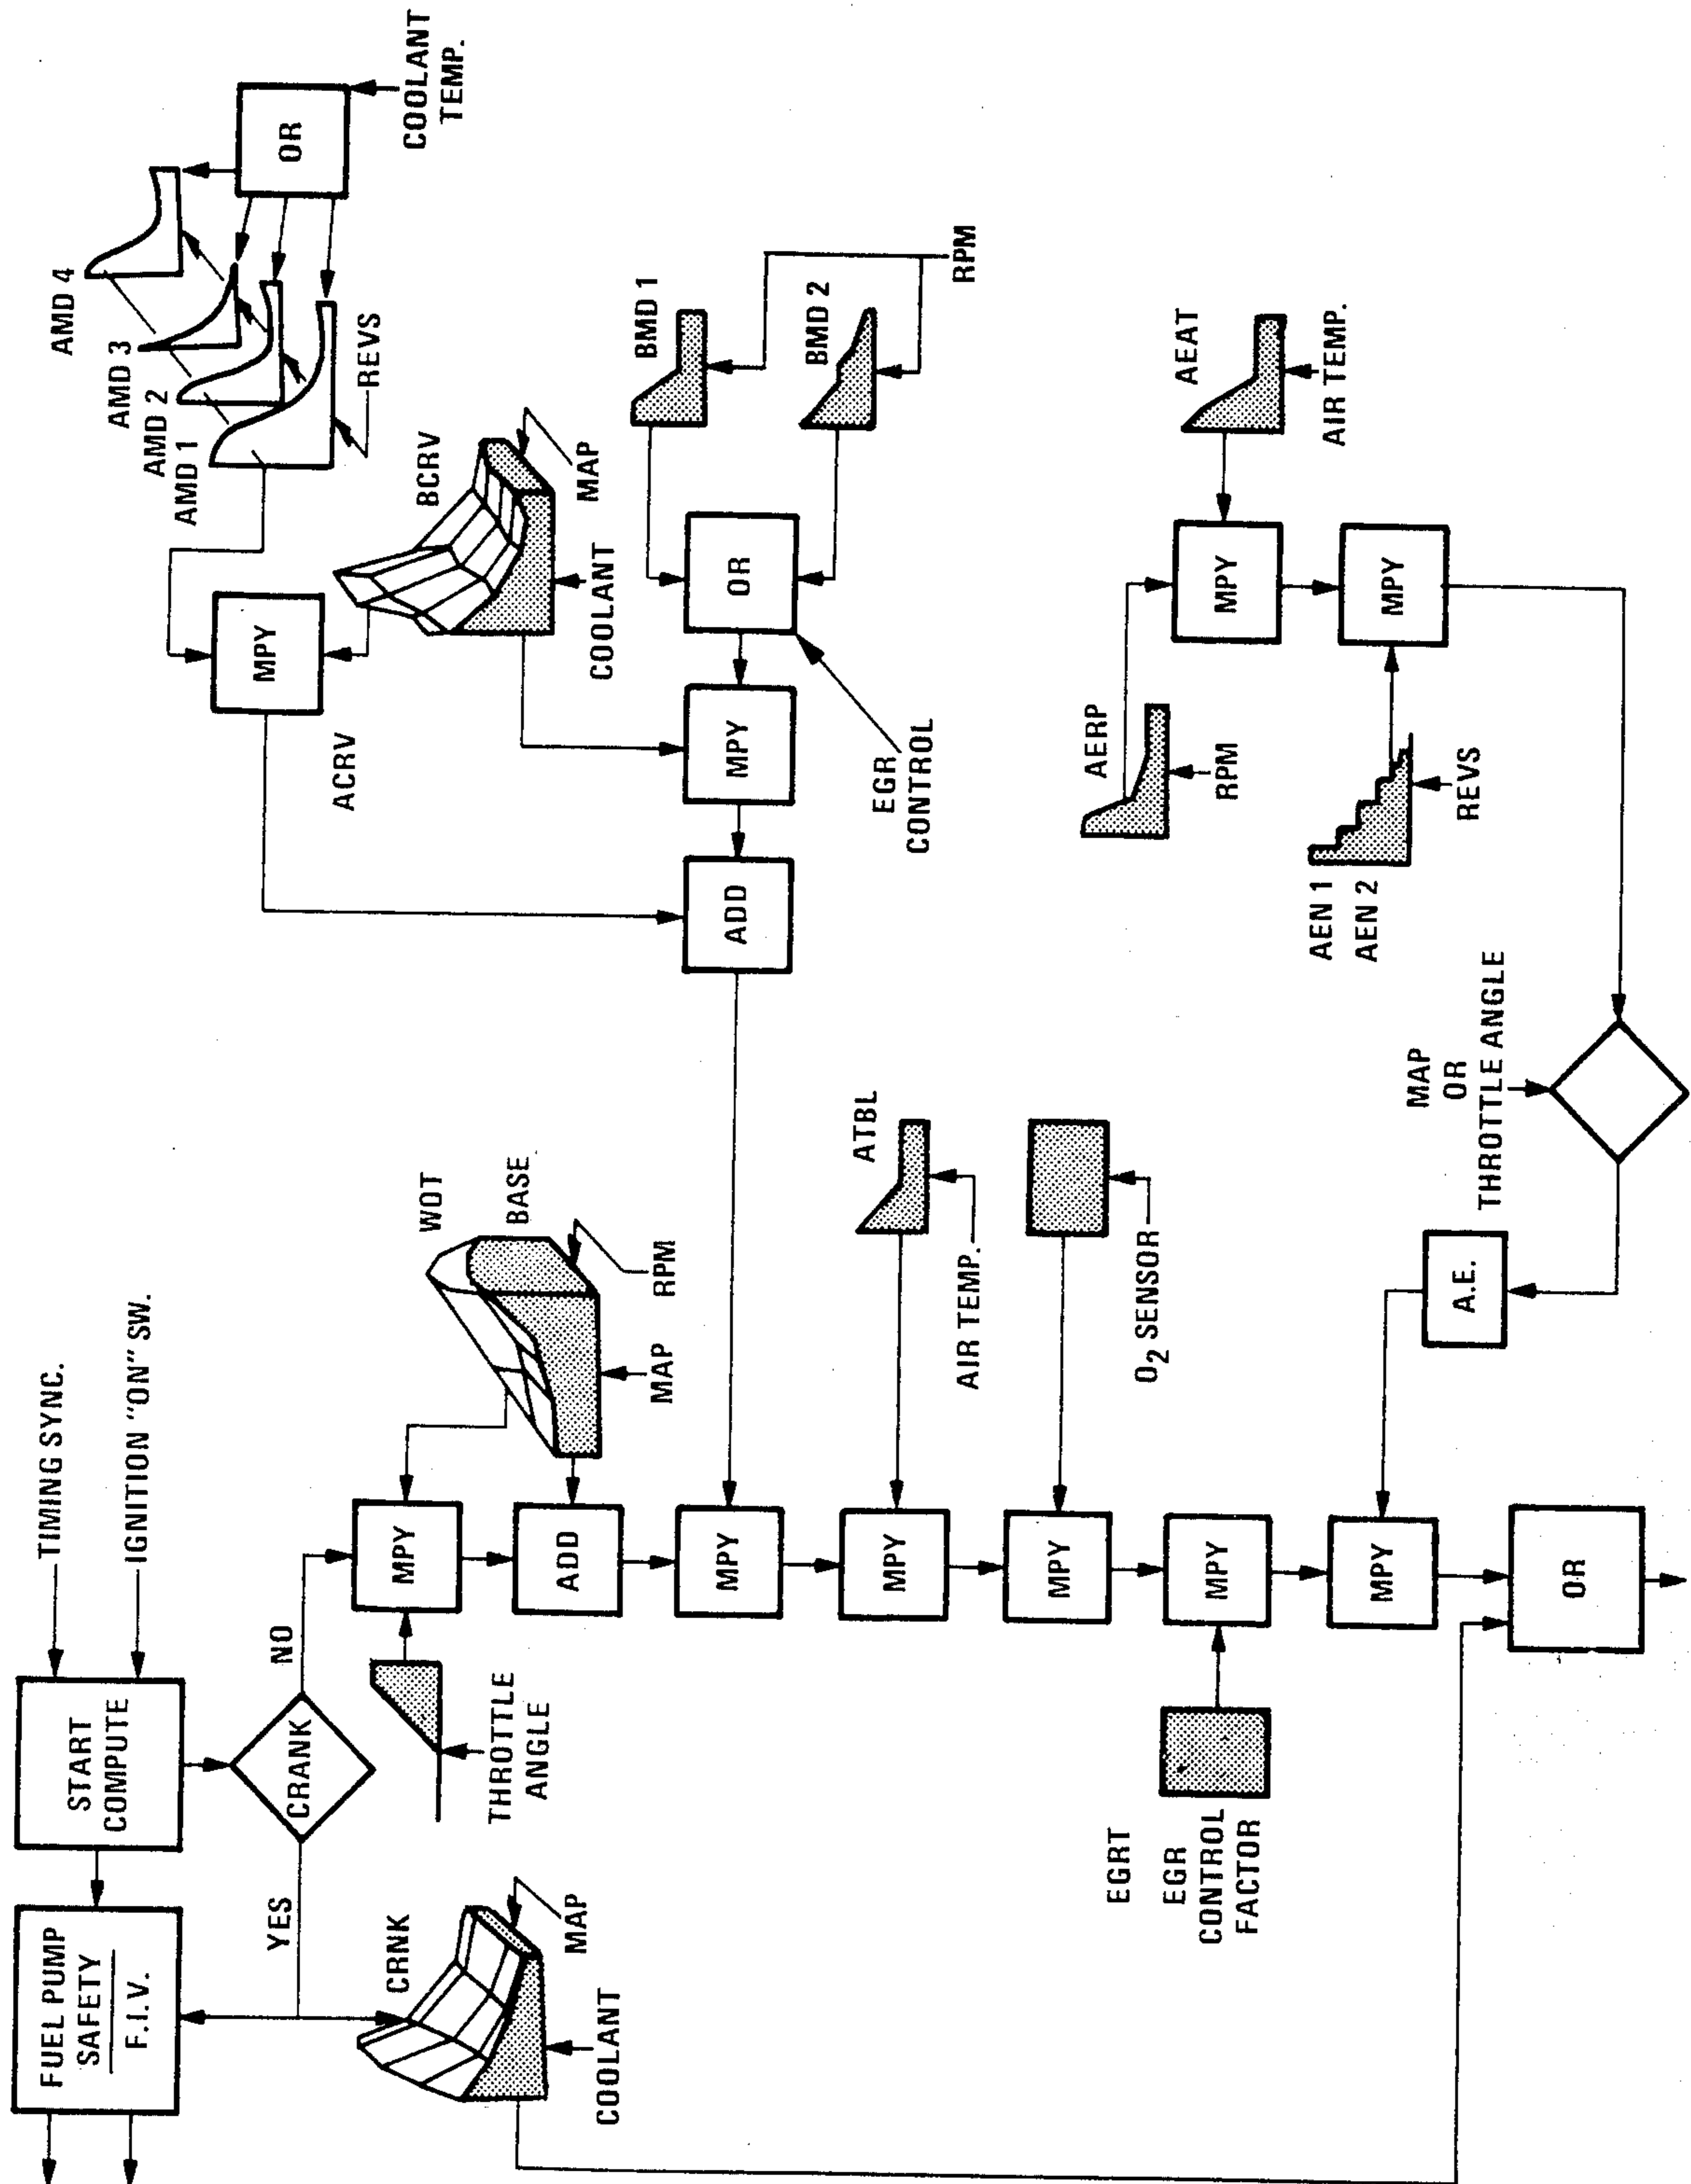 TIMING SYNC.
IGNITION "ON" SW.
START
COMPUTE
FUEL PUMP
SAFETY
F.I.V.
CRANK
YES
NO
CRNK
MAP
COOLANT
THROTTLE
ANGLE
MPY
WOT
BASE
RPM
MAP
ADD
MPY
MPY
ATBL
AIR TEMP.
MPY
O2 SENSOR
MPY
EGRT
EGR
CONTROL
FACTOR
MPY
A.E.
OR
MAP
OR
THROTTLE ANGLE
AMD 4
AMD 3
AMD 2
AMD 1
OR
COOLANT
TEMP.
REVS
MPY
ACRV
BCRV
MAP
COOLANT
BMD 1
BMD 2
RPM
OR
EGR
CONTROL
MPY
ADD
AEAT
AIR TEMP.
MPY
MPY
AERP
RPM
AEN 1
AEN 2
REVS